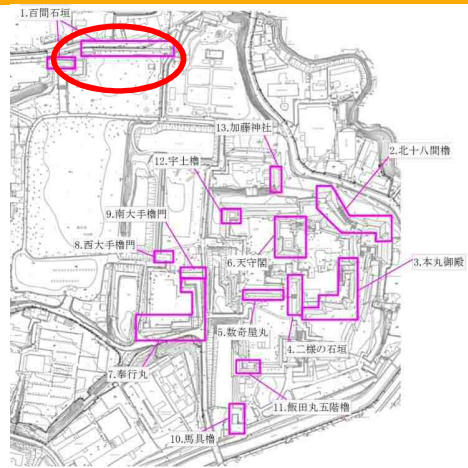 1.百間石垣
13.加藤神社
2.北十八間櫓
12.宇土櫓
9.南大手櫓門
8.西大手櫓門
6.天守閣
3.本丸御殿
5.数寄屋丸
4.二様の石垣
7.奉行丸
11.飯田丸五階櫓
10.馬具櫓